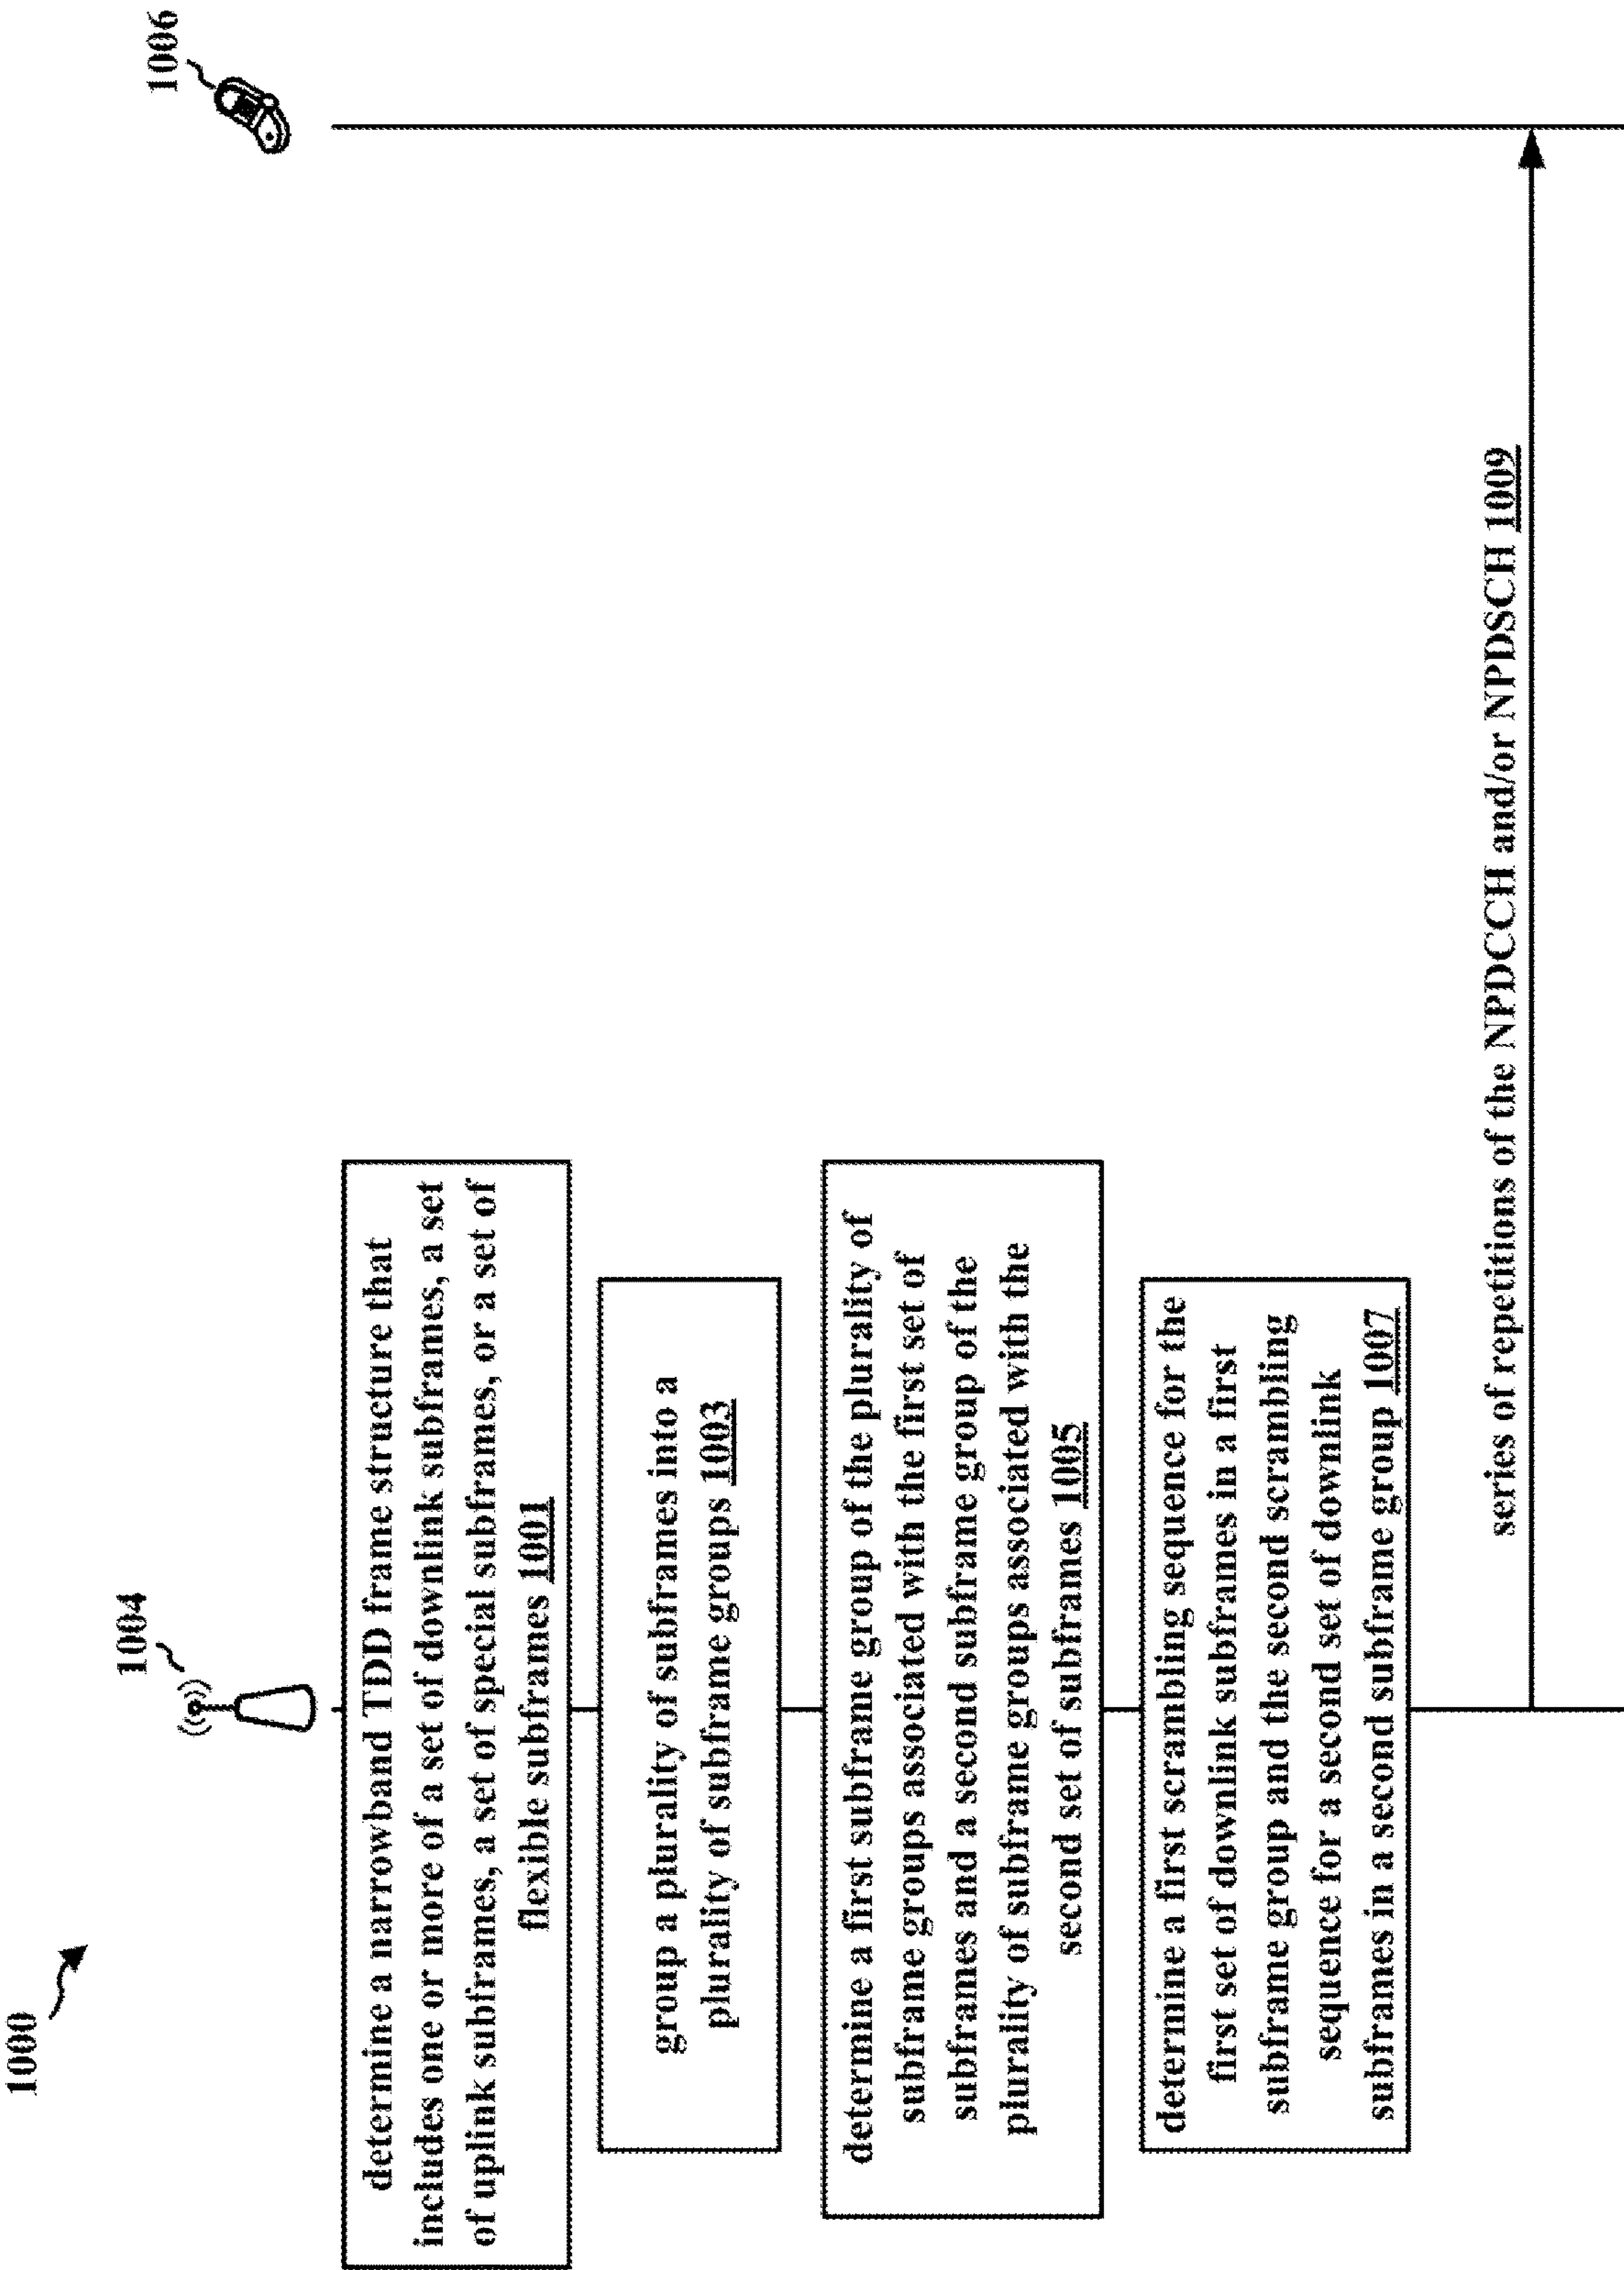 1000
1004
1006
determine a narrowband TDD frame structure that
includes one or more of a set of downlink subframes, a set
of uplink subframes, a set of special subframes, or a set of
flexible subframes 1001
group a plurality of subframes into a
plurality of subframe groups 1003
determine a first subframe group of the plurality of
subframe groups associated with the first set of
subframes and a second subframe group of the
plurality of subframe groups associated with the
second set of subframes 1005
determine a first scrambling sequence for the
first set of downlink subframes in a first
subframe group and the second scrambling
sequence for a second set of downlink
subframes in a second subframe group 1007
series of repetitions of the NPDCCH and/or NPDSCH 1009